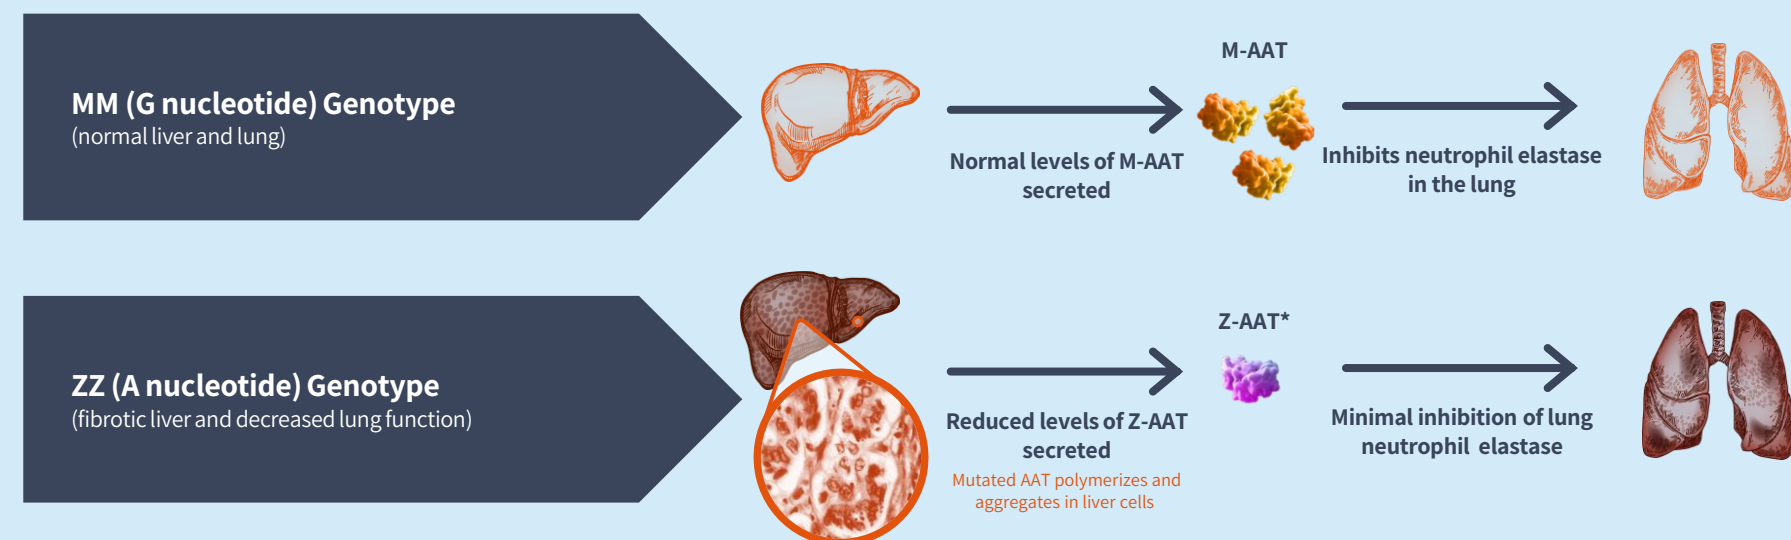 MM (G nucleotide) Genotype
(normal liver and lung)
Normal levels of M-AAT
secreted
M-AAT
Inhibits neutrophil elastase
in the lung
ZZ (A nucleotide) Genotype
(fibrotic liver and decreased lung function)
Reduced levels of Z-AAT
secreted
Mutated AAT polymerizes and
aggregates in liver cells
Z-AAT*
Minimal inhibition of lung
neutrophil elastase